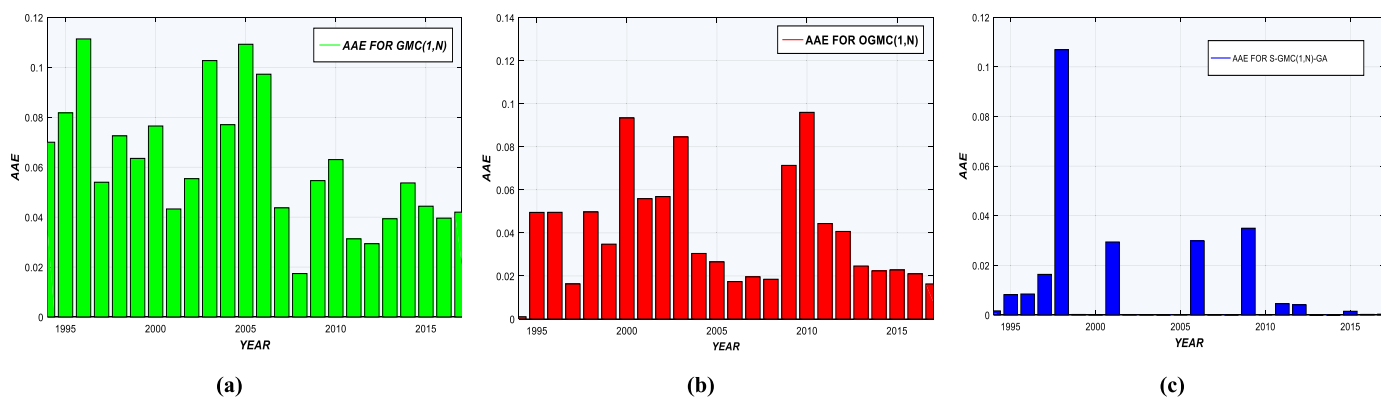 0.12
0.1
0.08
0.06
0.04
0.02
0
AAE
AAE FOR GMC(1,N)
1995 2000 2005 2010 2015
YEAR
(a)
0.14
0.12
0.1
0.08
0.06
0.04
0.02
0
AAE
AAE FOR OGMC(1,N)
1995 2000 2005 2010 2015
YEAR
(b)
0.12
0.1
0.08
0.06
0.04
0.02
0
AAE
AAE FOR S-GMC(1,N)-GA
1995 2000 2005 2010 2015
YEAR
(c)